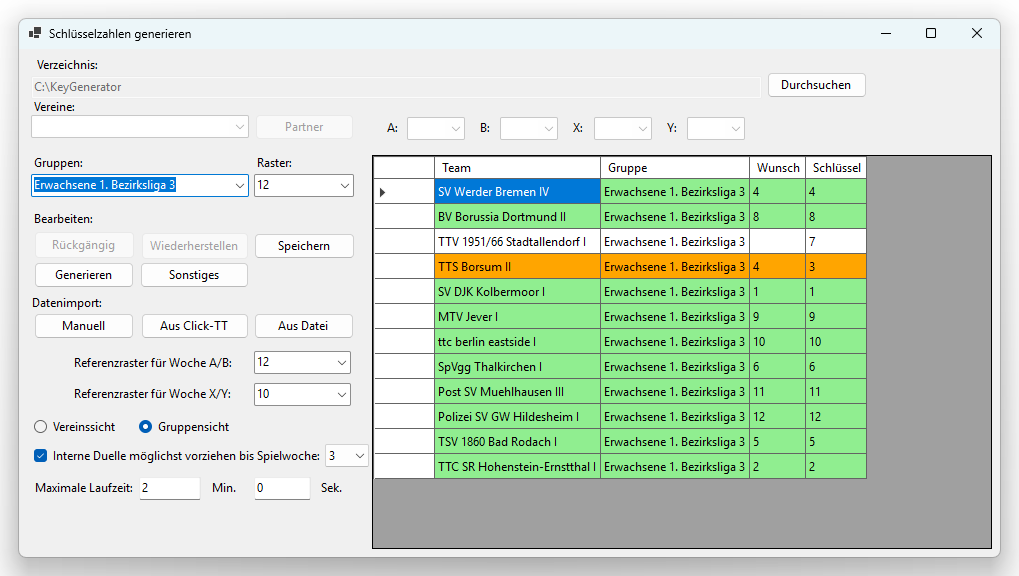 Schlüsselzahlen generieren
Verzeichnis:
C:\KeyGenerator
Durchsuchen
Vereine:
Partner
A:
B:
X:
Y:
Gruppen:
Raster:
Erwachsene 1. Bezirksliga 3
12
Bearbeiten:
Rückgängig
Wiederherstellen
Speichern
Generieren
Sonstiges
Datenimport:
Manuell
Aus Click-TT
Aus Datei
Referenzraster für Woche A/B:
12
Referenzraster für Woche X/Y:
10
Vereinssicht
Gruppensicht
Interne Duelle möglichst vorziehen bis Spielwoche:
3
Maximale Laufzeit:
2
Min.
0
Sek.
Team Gruppe Wunsch Schlüssel
SV Werder Bremen IV Erwachsene 1. Bezirksliga 3 4 4
BV Borussia Dortmund II Erwachsene 1. Bezirksliga 3 8 8
TTV 1951/66 Stadtallendorf I Erwachsene 1. Bezirksliga 3 7
TTS Borsum II Erwachsene 1. Bezirksliga 3 4 3
SV DJK Kolbermoor I Erwachsene 1. Bezirksliga 3 1 1
MTV Jever I Erwachsene 1. Bezirksliga 3 9 9
ttc berlin eastside I Erwachsene 1. Bezirksliga 3 10 10
SpVgg Thalkirchen I Erwachsene 1. Bezirksliga 3 6 6
Post SV Muehlhausen III Erwachsene 1. Bezirksliga 3 11 11
Polizei SV GW Hildesheim I Erwachsene 1. Bezirksliga 3 12 12
TSV 1860 Bad Rodach I Erwachsene 1. Bezirksliga 3 5 5
TTC SR Hohenstein-Ernstthal I Erwachsene 1. Bezirksliga 3 2 2